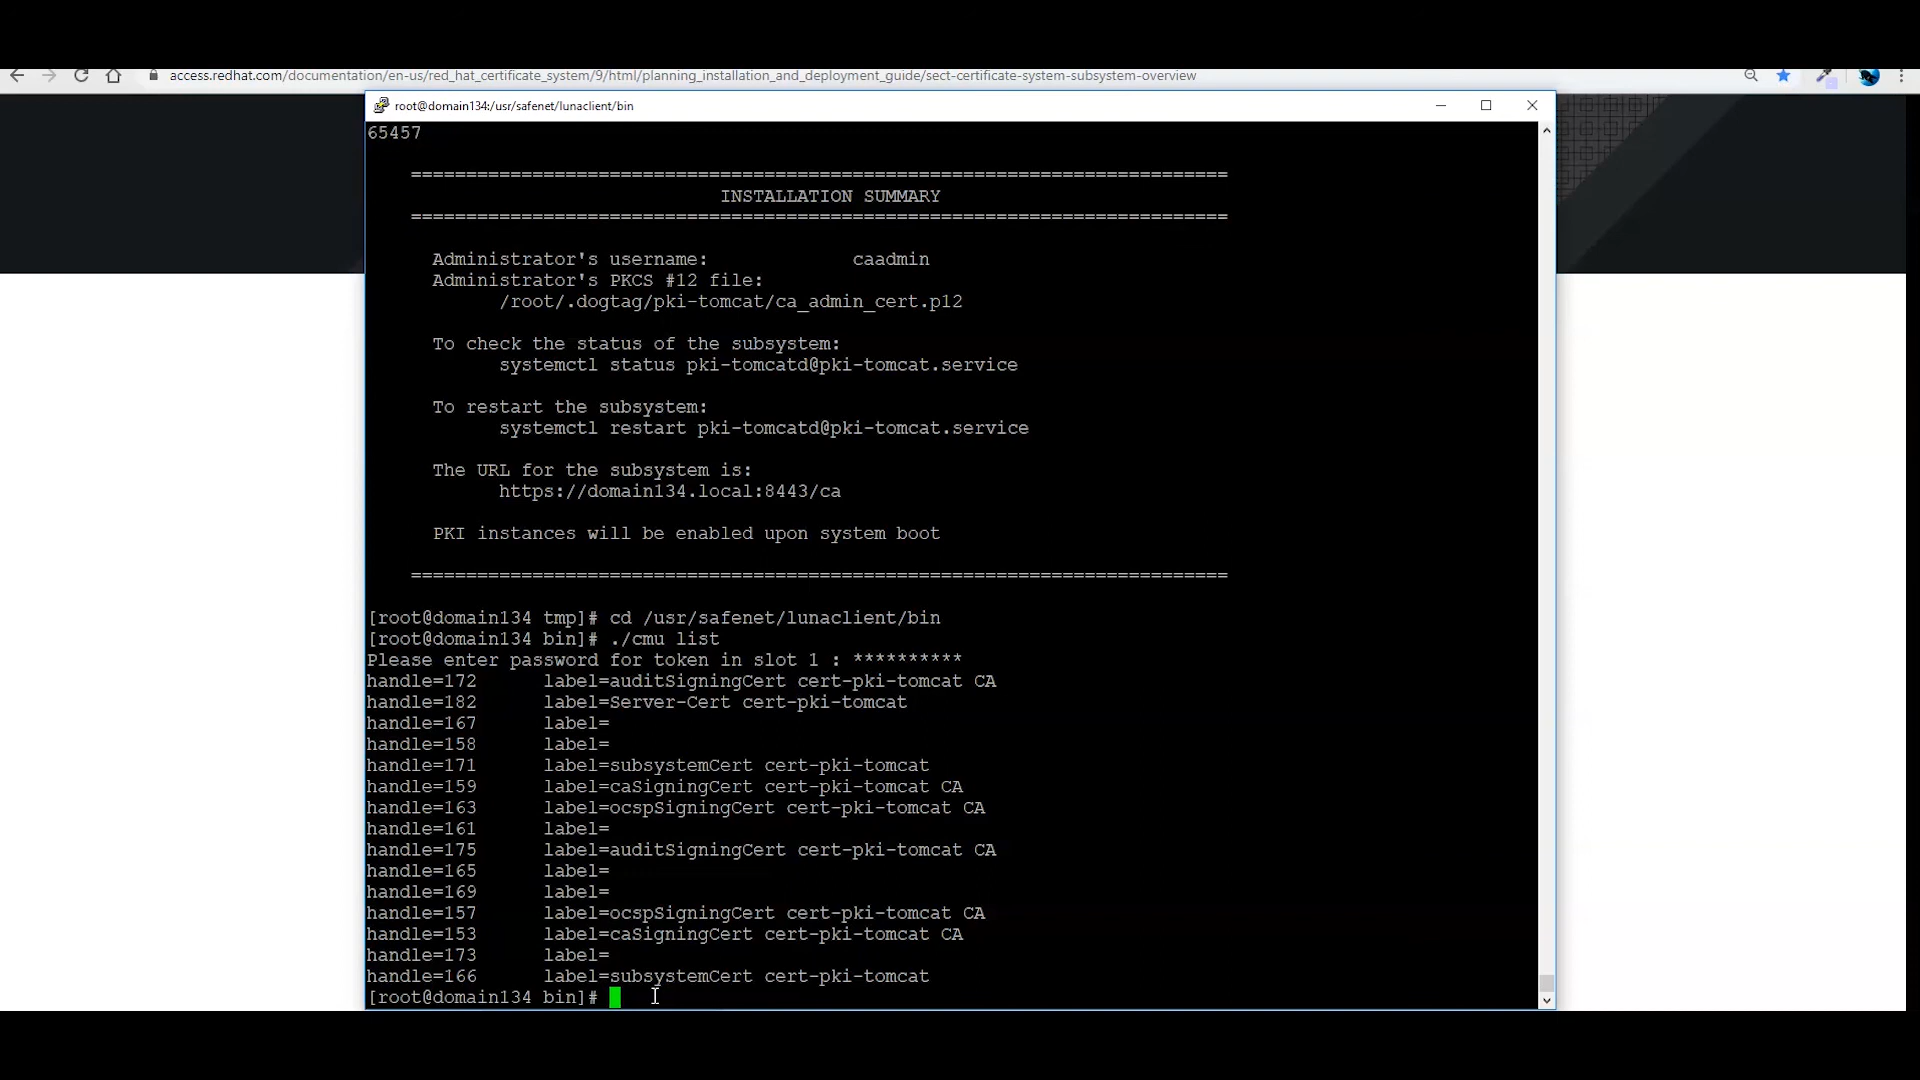 access.redhat.com/documentation/en-us/red_hat_certificate_system/9/html/planning_installation_and_deployment_guide/sect-certificate-system-subsystem-overview
root@domain134:/usr/safenet/lunaclient/bin
65457
==========================================================================
INSTALLATION SUMMARY
==========================================================================
Administrator's username: caadmin
Administrator's PKCS #12 file:
/root/.dogtag/pki-tomcat/ca_admin_cert.p12
To check the status of the subsystem:
systemctl status pki-tomcatd@pki-tomcat.service
To restart the subsystem:
systemctl restart pki-tomcatd@pki-tomcat.service
The URL for the subsystem is:
https://domain134.local:8443/ca
PKI instances will be enabled upon system boot
==========================================================================
[root@domain134 tmp]# cd /usr/safenet/lunaclient/bin
[root@domain134 bin]# ./cmu list
Please enter password for token in slot 1 : **********
handle=172 label=auditSigningCert cert-pki-tomcat CA
handle=182 label=Server-Cert cert-pki-tomcat
handle=167 label=
handle=158 label=
handle=171 label=subsystemCert cert-pki-tomcat
handle=159 label=caSigningCert cert-pki-tomcat CA
handle=163 label=ocspSigningCert cert-pki-tomcat CA
handle=161 label=
handle=175 label=auditSigningCert cert-pki-tomcat CA
handle=165 label=
handle=169 label=
handle=157 label=ocspSigningCert cert-pki-tomcat CA
handle=153 label=caSigningCert cert-pki-tomcat CA
handle=173 label=
handle=166 label=subsystemCert cert-pki-tomcat
[root@domain134 bin]#